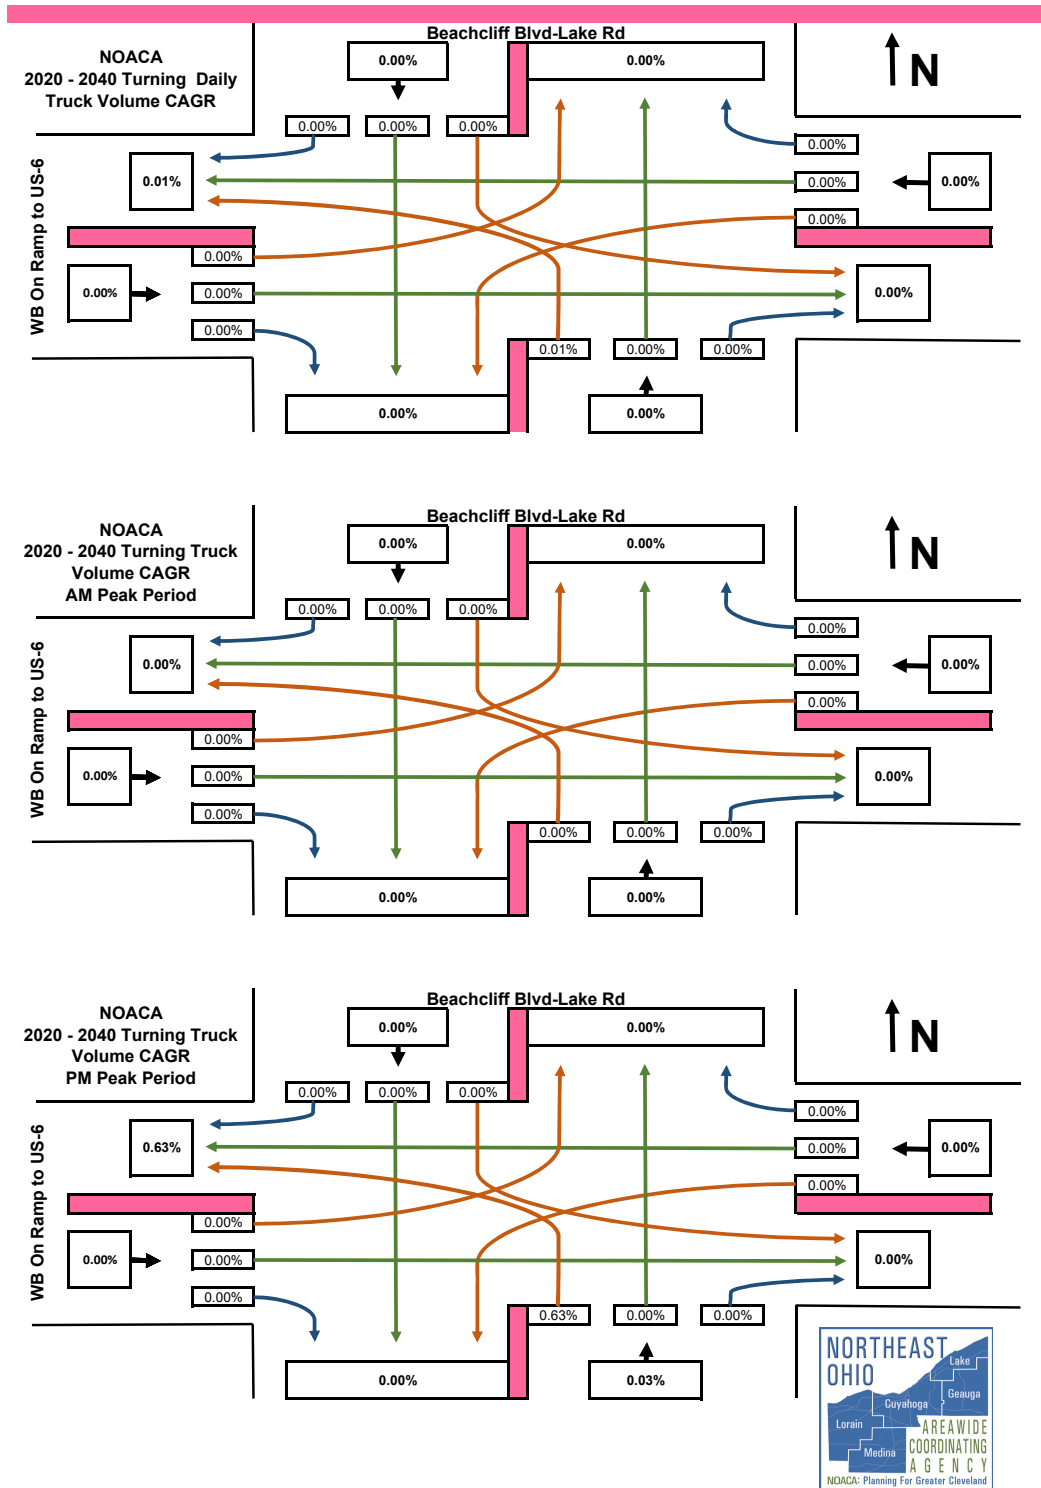 Beachcliff Blvd-Lake Rd
NOACA
2020 - 2040 Turning Daily
Truck Volume CAGR
0.00%
0.00%
N
0.00%
0.00%
0.00%
0.00%
0.01%
0.00%
0.00%
0.00%
WB On Ramp to US-6
0.00%
0.00%
0.00%
0.00%
0.00%
0.01%
0.00%
0.00%
0.00%
0.00%
Beachcliff Blvd-Lake Rd
NOACA
2020 - 2040 Turning Truck
Volume CAGR
AM Peak Period
0.00%
0.00%
N
0.00%
0.00%
0.00%
0.00%
0.00%
0.00%
0.00%
0.00%
WB On Ramp to US-6
0.00%
0.00%
0.00%
0.00%
0.00%
0.00%
0.00%
0.00%
0.00%
0.00%
Beachcliff Blvd-Lake Rd
NOACA
2020 - 2040 Turning Truck
Volume CAGR
PM Peak Period
0.00%
0.00%
N
0.00%
0.00%
0.00%
0.00%
0.63%
0.00%
0.00%
0.00%
WB On Ramp to US-6
0.00%
0.00%
0.00%
0.00%
0.00%
0.63%
0.00%
0.00%
0.00%
0.03%
NORTHEAST
OHIO
Lake
Geauga
Cuyahoga
Lorain
Medina
AREAWIDE
COORDINATING
AGENCY
NOACA: Planning For Greater Cleveland